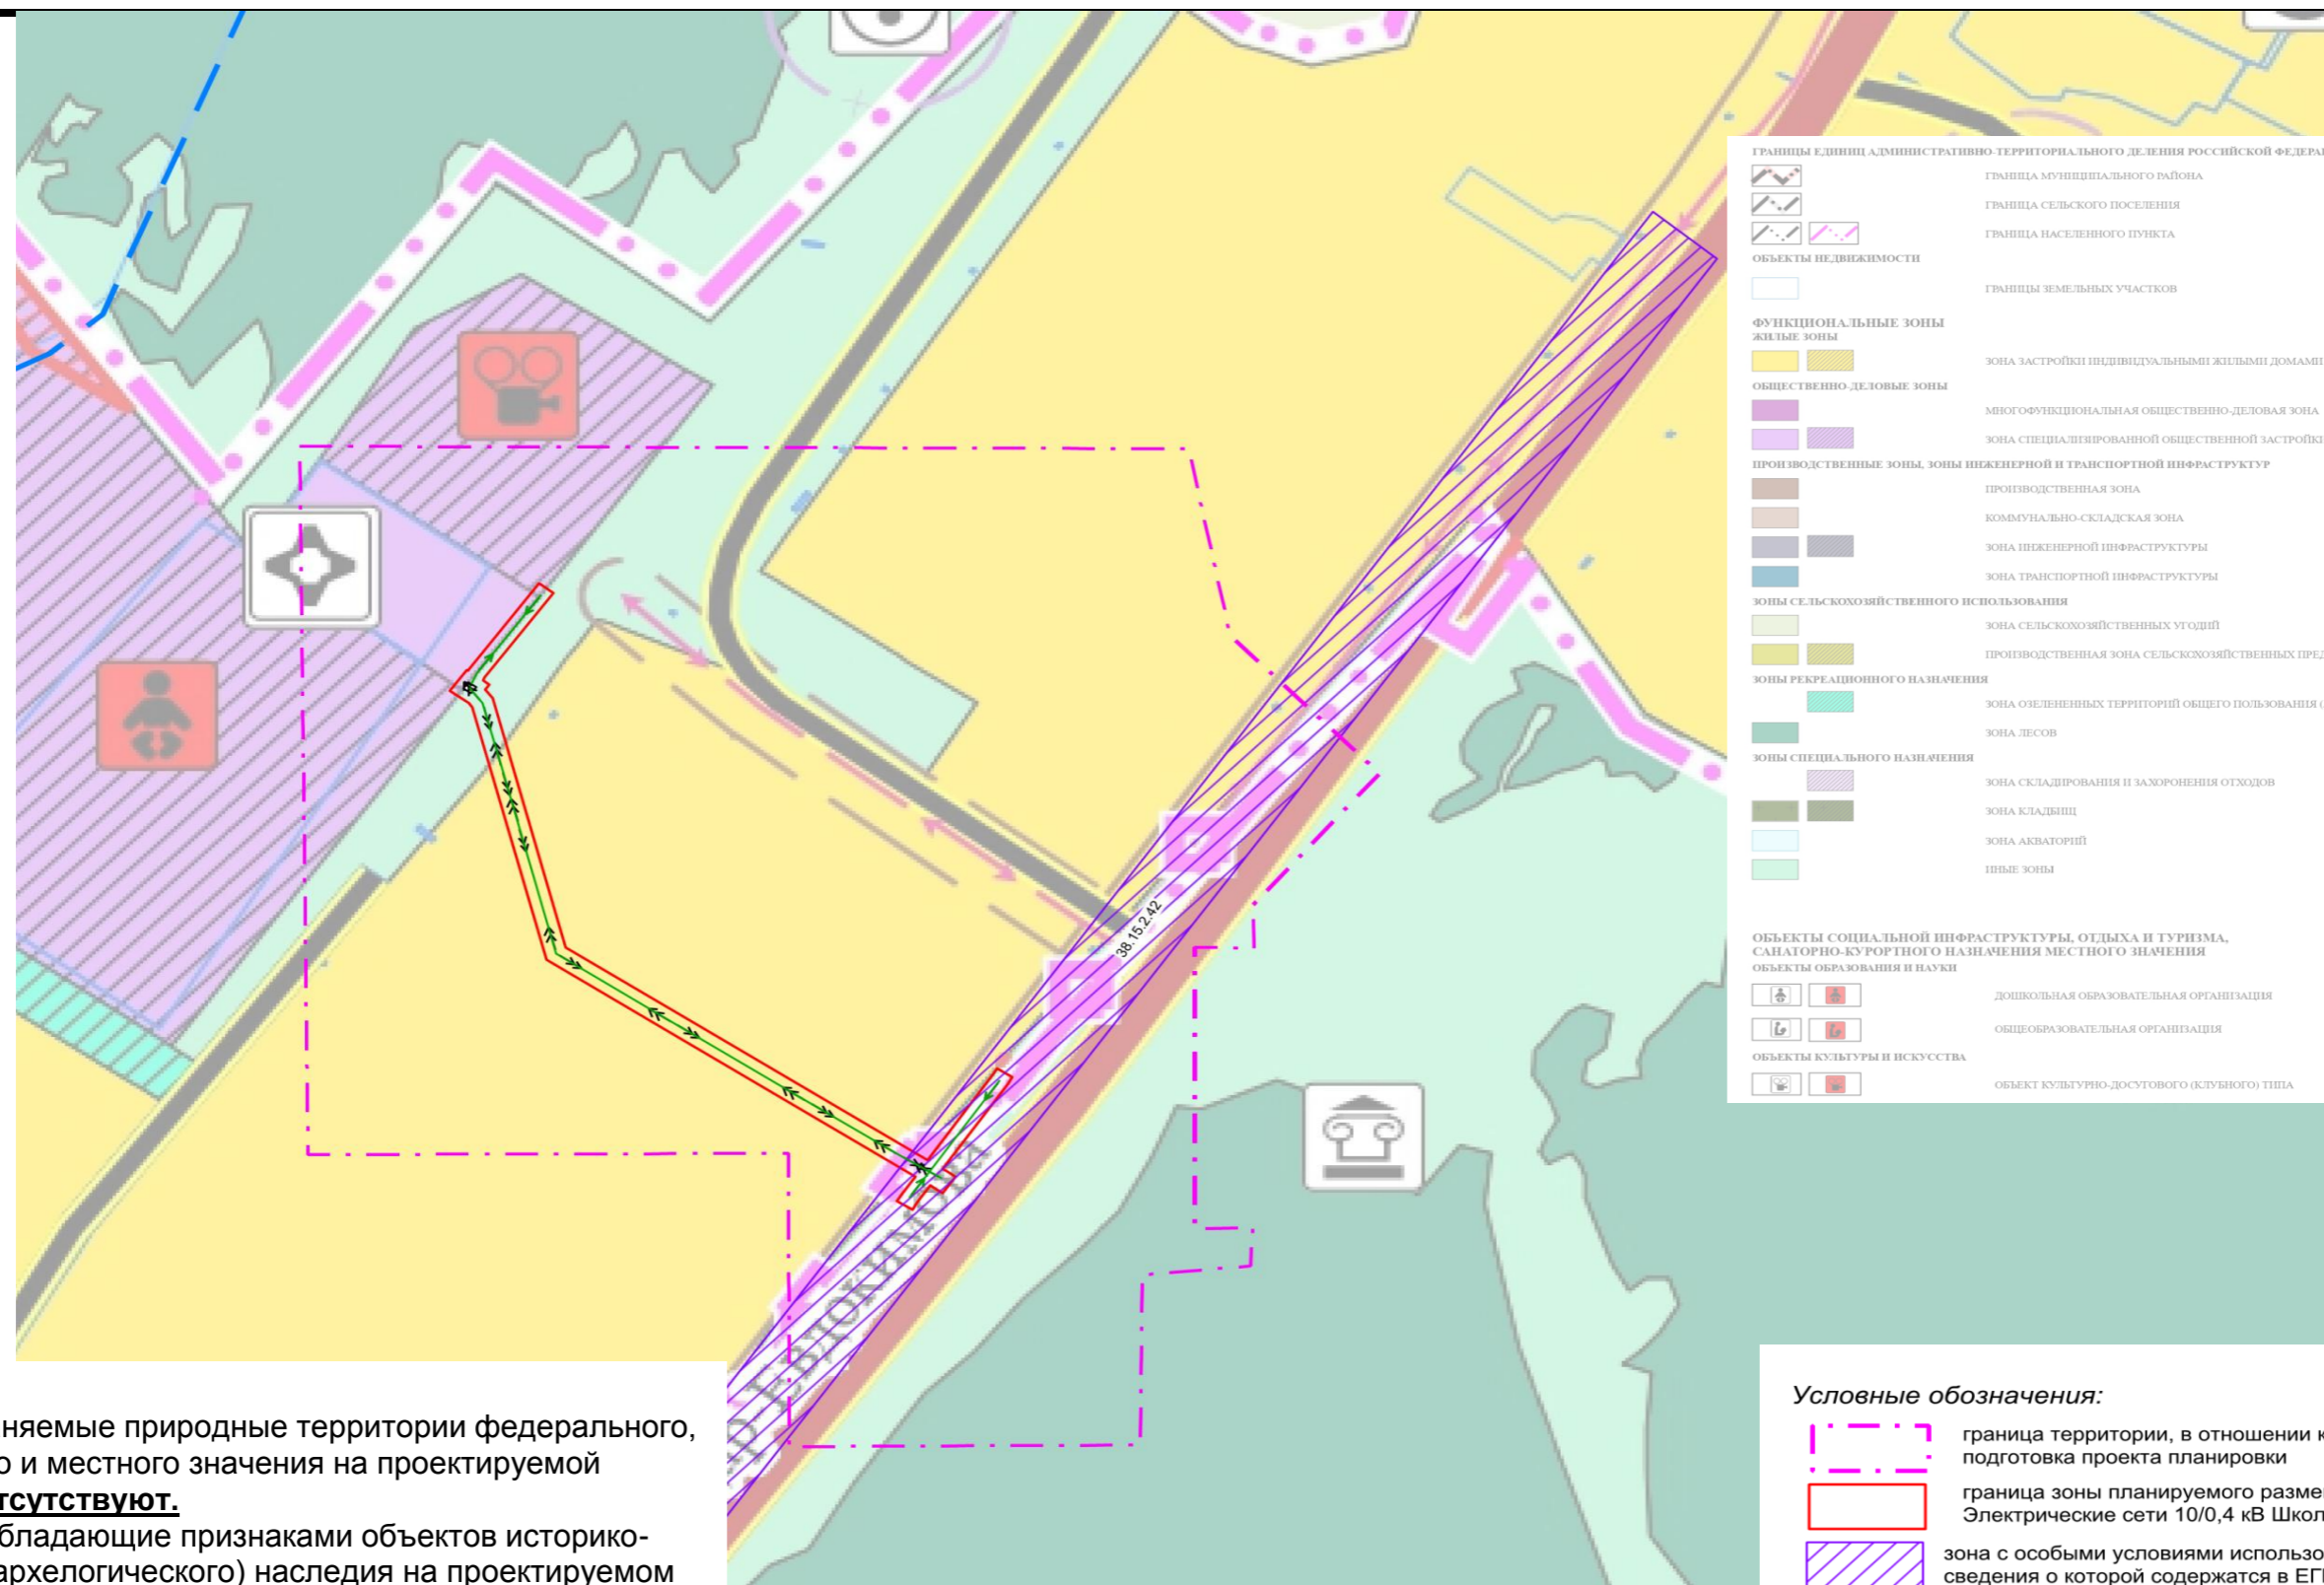 ГРАНИЦЫ ЕДИНИЦ АДМИНИСТРАТИВНО-ТЕРРИТОРИАЛЬНОГО ДЕЛЕНИЯ РОССИЙСКОЙ ФЕДЕРА
ГРАНИЦА МУНИЦИПАЛЬНОГО РАЙОНА
ГРАНИЦА СЕЛЬСКОГО ПОСЕЛЕНИЯ
ГРАНИЦА НАСЕЛЕННОГО ПУНКТА
ОБЪЕКТЫ НЕДВИЖИМОСТИ
ГРАНИЦЫ ЗЕМЕЛЬНЫХ УЧАСТКОВ
ФУНКЦИОНАЛЬНЫЕ ЗОНЫ
ЖИЛЫЕ ЗОНЫ
ЗОНА ЗАСТРОЙКИ ИНДИВИДУАЛЬНЫМИ ЖИЛЫМИ ДОМАМИ
ОБЩЕСТВЕННО-ДЕЛОВЫЕ ЗОНЫ
МНОГОФУНКЦИОНАЛЬНАЯ ОБЩЕСТВЕННО-ДЕЛОВАЯ ЗОНА
ЗОНА СПЕЦИАЛИЗИРОВАННОЙ ОБЩЕСТВЕННОЙ ЗАСТРОЙКИ
ПРОИЗВОДСТВЕННЫЕ ЗОНЫ, ЗОНЫ ИНЖЕНЕРНОЙ И ТРАНСПОРТНОЙ ИНФРАСТРУКТУР
ПРОИЗВОДСТВЕННАЯ ЗОНА
КОММУНАЛЬНО-СКЛАДСКАЯ ЗОНА
ЗОНА ИНЖЕНЕРНОЙ ИНФРАСТРУКТУРЫ
ЗОНА ТРАНСПОРТНОЙ ИНФРАСТРУКТУРЫ
ЗОНЫ СЕЛЬСКОХОЗЯЙСТВЕННОГО ИСПОЛЬЗОВАНИЯ
ЗОНА СЕЛЬСКОХОЗЯЙСТВЕННЫХ УГОДИЙ
ПРОИЗВОДСТВЕННАЯ ЗОНА СЕЛЬСКОХОЗЯЙСТВЕННЫХ ПРЕД
ЗОНЫ РЕКРЕАЦИОННОГО НАЗНАЧЕНИЯ
ЗОНА ОЗЕЛЕНЕННЫХ ТЕРРИТОРИЙ ОБЩЕГО ПОЛЬЗОВАНИЯ (
ЗОНА ЛЕСОВ
ЗОНЫ СПЕЦИАЛЬНОГО НАЗНАЧЕНИЯ
ЗОНА СКЛАДИРОВАНИЯ И ЗАХОРОНЕНИЯ ОТХОДОВ
ЗОНА КЛАДБИЩ
ЗОНА АКВАТОРИЙ
ИНЫЕ ЗОНЫ
ОБЪЕКТЫ СОЦИАЛЬНОЙ ИНФРАСТРУКТУРЫ, ОТДЫХА И ТУРИЗМА,
САНАТОРНО-КУРОРТНОГО НАЗНАЧЕНИЯ МЕСТНОГО ЗНАЧЕНИЯ
ОБЪЕКТЫ ОБРАЗОВАНИЯ И НАУКИ
ДОШКОЛЬНАЯ ОБРАЗОВАТЕЛЬНАЯ ОРГАНИЗАЦИЯ
ОБЩЕОБРАЗОВАТЕЛЬНАЯ ОРГАНИЗАЦИЯ
ОБЪЕКТЫ КУЛЬТУРЫ И ИСКУССТВА
ОБЪЕКТ КУЛЬТУРНО-ДОСУГОВОГО (КЛУБНОГО) ТИПА
38.15.2.42
няемые природные территории федерального,
о и местного значения на проектируемой
тсутствуют.
бладающие признаками объектов историко-
архелогического) наследия на проектируемом
Условные обозначения:
граница территории, в отношении к
подготовка проекта планировки
граница зоны планируемого разме
Электрические сети 10/0,4 кВ Школ
зона с особыми условиями использо
сведения о которой содержатся в ЕГ